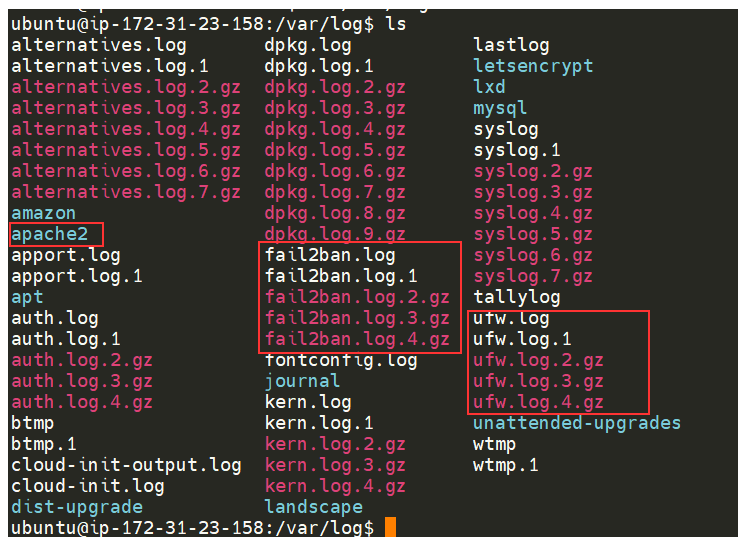 ubuntu@ip-172-31-23-158:/var/log$ ls
alternatives.log dpkg.log lastlog
alternatives.log.1 dpkg.log.1 letsencrypt
alternatives.log.2.gz dpkg.log.2.gz lxd
alternatives.log.3.gz dpkg.log.3.gz mysql
alternatives.log.4.gz dpkg.log.4.gz syslog
alternatives.log.5.gz dpkg.log.5.gz syslog.1
alternatives.log.6.gz dpkg.log.6.gz syslog.2.gz
alternatives.log.7.gz dpkg.log.7.gz syslog.3.gz
amazon dpkg.log.8.gz syslog.4.gz
apache2 dpkg.log.9.gz syslog.5.gz
apport.log fail2ban.log syslog.6.gz
apport.log.1 fail2ban.log.1 syslog.7.gz
apt fail2ban.log.2.gz tallylog
auth.log fail2ban.log.3.gz ufw.log
auth.log.1 fail2ban.log.4.gz ufw.log.1
auth.log.2.gz fontconfig.log ufw.log.2.gz
auth.log.3.gz journal ufw.log.3.gz
auth.log.4.gz kern.log ufw.log.4.gz
btmp kern.log.1 unattended-upgrades
btmp.1 kern.log.2.gz wtmp
cloud-init-output.log kern.log.3.gz wtmp.1
cloud-init.log kern.log.4.gz
dist-upgrade landscape
ubuntu@ip-172-31-23-158:/var/log$